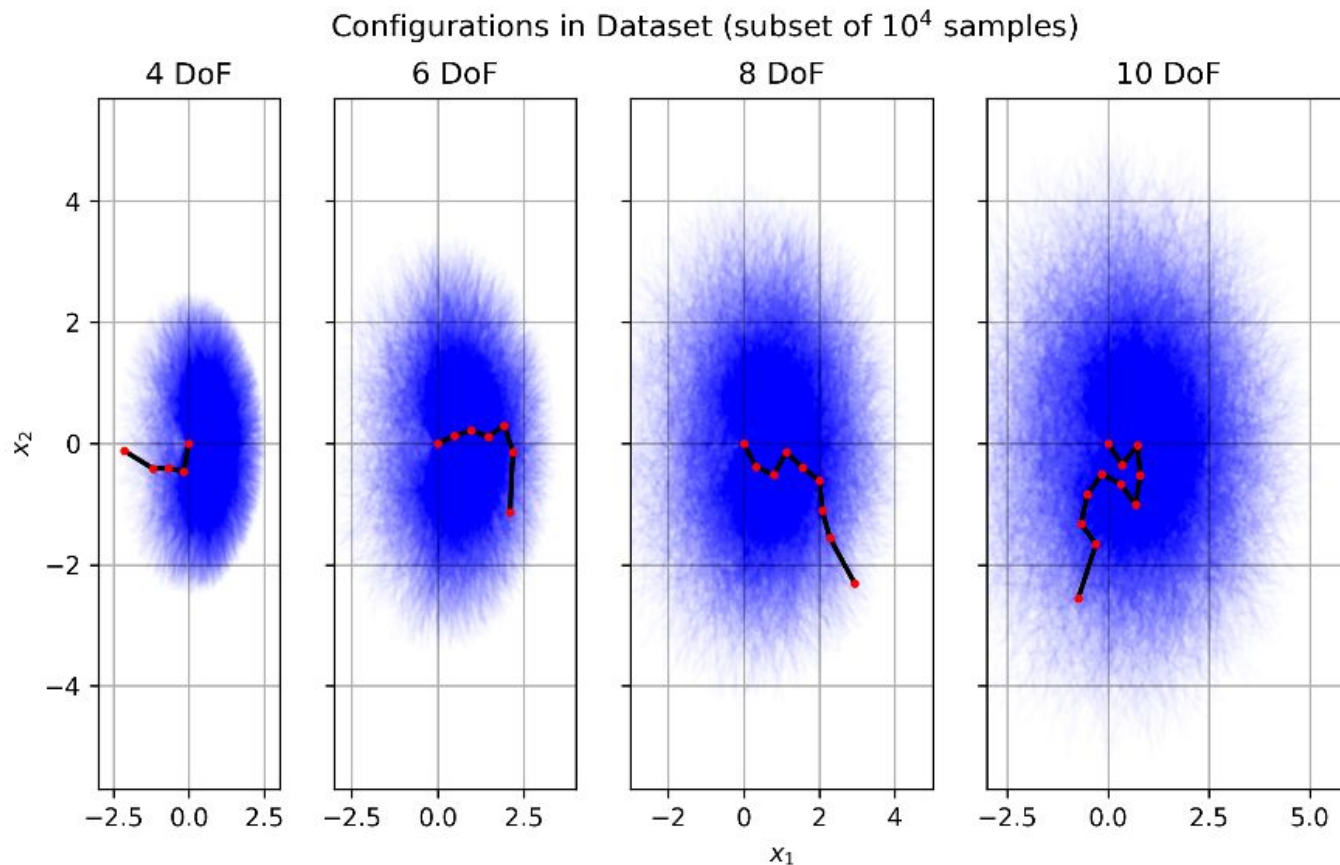 Configurations in Dataset (subset of 10⁴ samples)
4 DoF
6 DoF
8 DoF
10 DoF
x₂
4
2
0
−2
−4
−2.5 0.0 2.5
−2.5 0.0 2.5
−2 0 2 4
−2.5 0.0 2.5 5.0
x₁